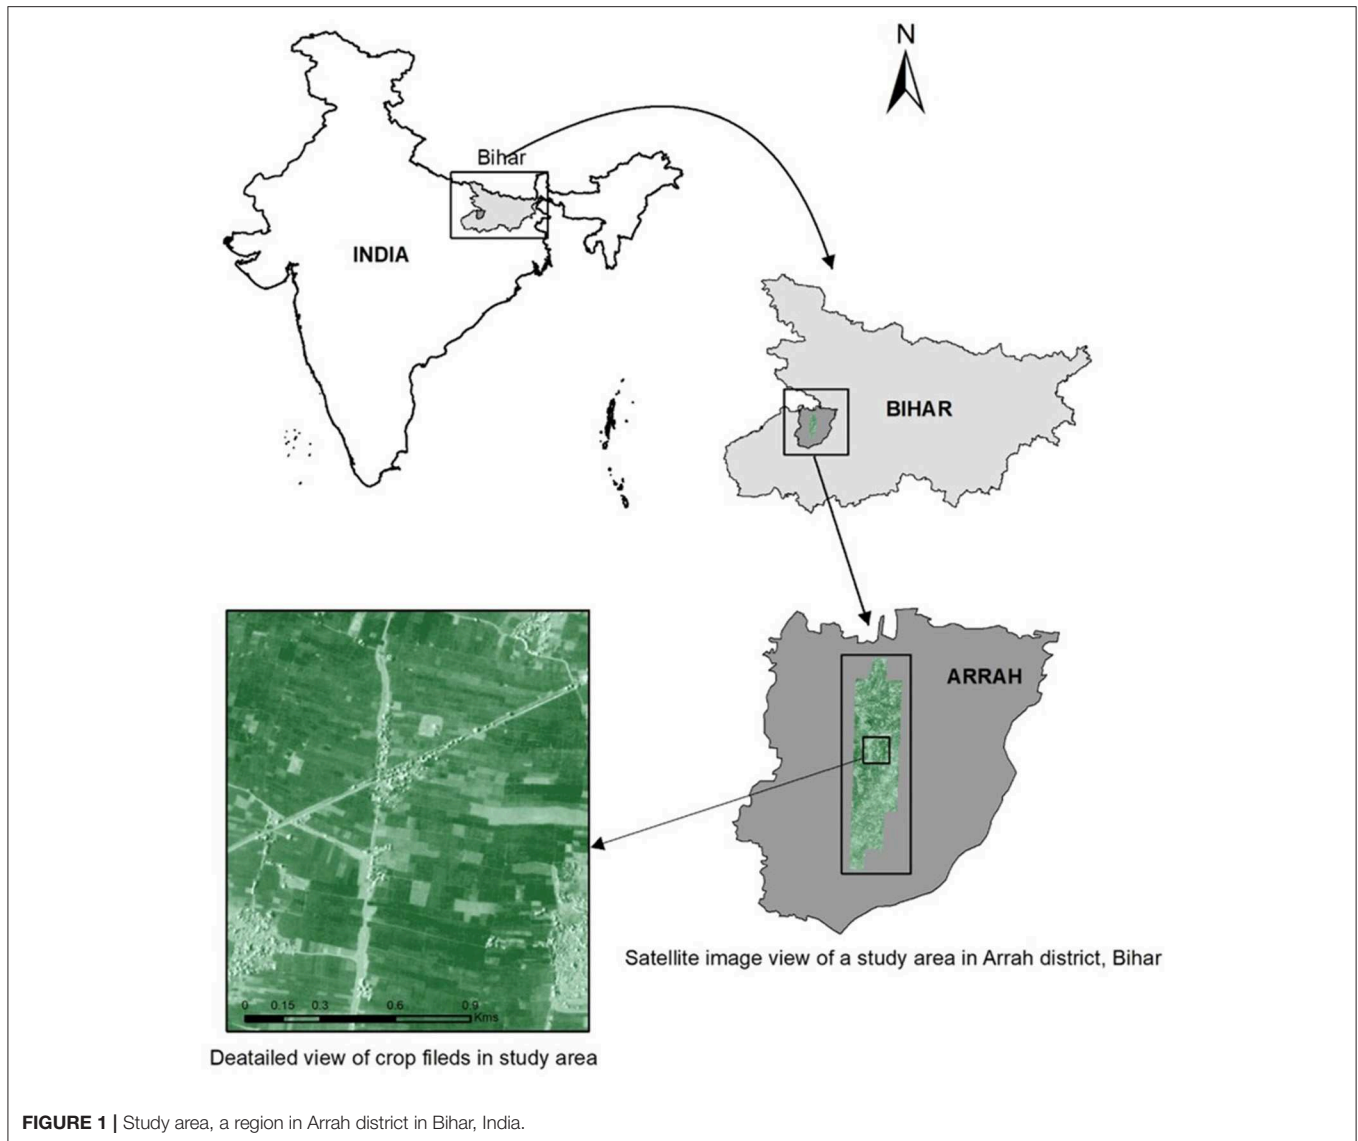 N
Bihar
INDIA
BIHAR
ARRAH
Satellite image view of a study area in Arrah district, Bihar
0 0.15 0.3 0.6 0.9
Kms
Deatailed view of crop fileds in study area
FIGURE 1 | Study area, a region in Arrah district in Bihar, India.